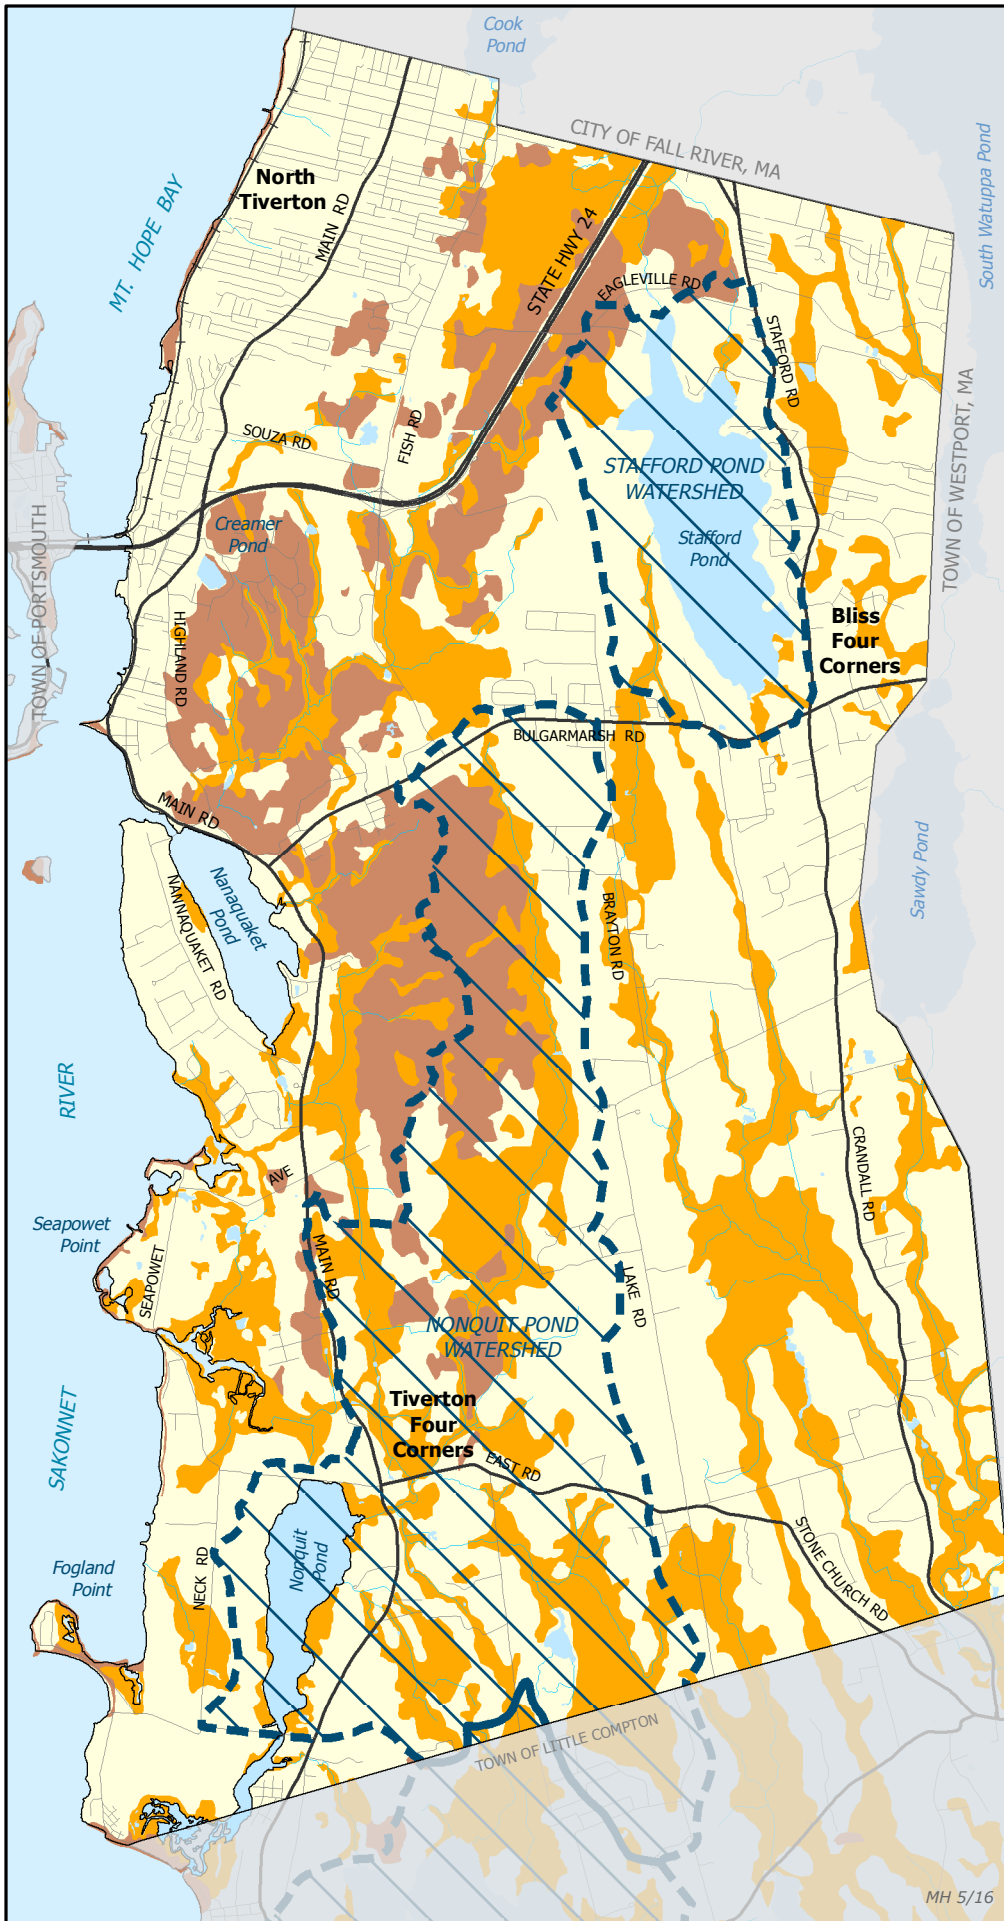 Cook
Pond
CITY OF FALL RIVER, MA
South Watuppa Pond
North
Tiverton
MAIN RD
MT. HOPE BAY
STATE HWY 24
EAGLEVILLE RD
STAFFORD RD
TOWN OF WESTPORT, MA
SOUZA RD
FISH RD
STAFFORD POND
WATERSHED
Stafford
Pond
Creamer
Pond
TOWN OF PORTSMOUTH
HIGHLAND RD
Bliss
Four
Corners
BULGARMARSH RD
MAIN RD
Nanaquaket
Pond
NANNAQUAKET RD
Sawdy Pond
BRAYTON RD
RIVER
CRANDALL RD
AVE
Seapowet
Point
SEAPOWET
MAIN RD
LAKE RD
NONQUIT POND
WATERSHED
Tiverton
Four
Corners
EAST RD
SAKONNET
STONE CHURCH RD
Nonquit
Pond
NECK RD
Fogland
Point
TOWN OF LITTLE COMPTON
MH 5/16